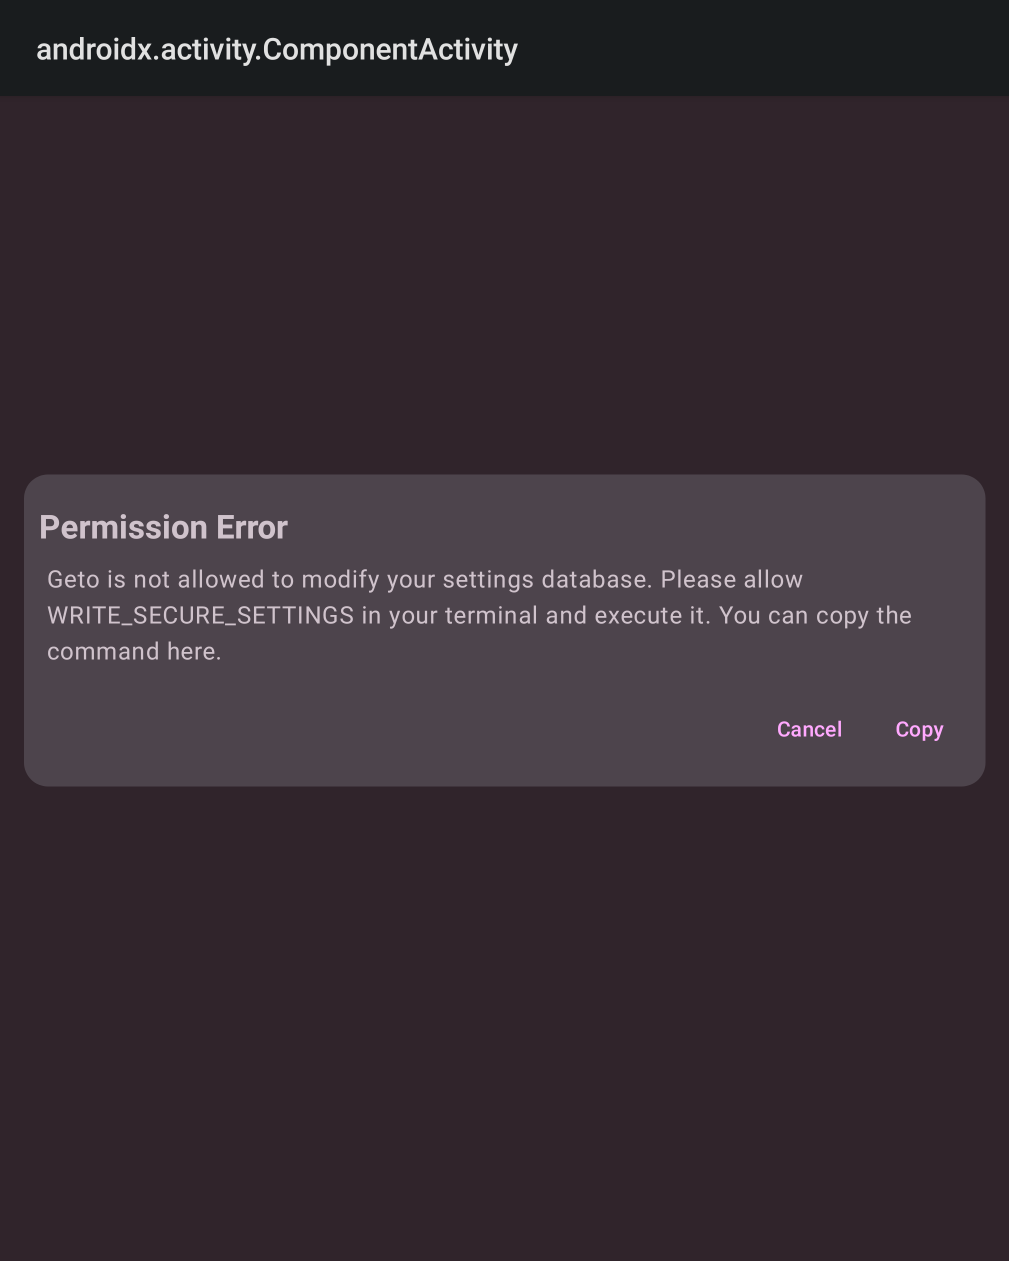 androidx.activity.ComponentActivity
Permission Error
Geto is not allowed to modify your settings database. Please allow
WRITE_SECURE_SETTINGS in your terminal and execute it. You can copy the
command here.
Cancel Copy